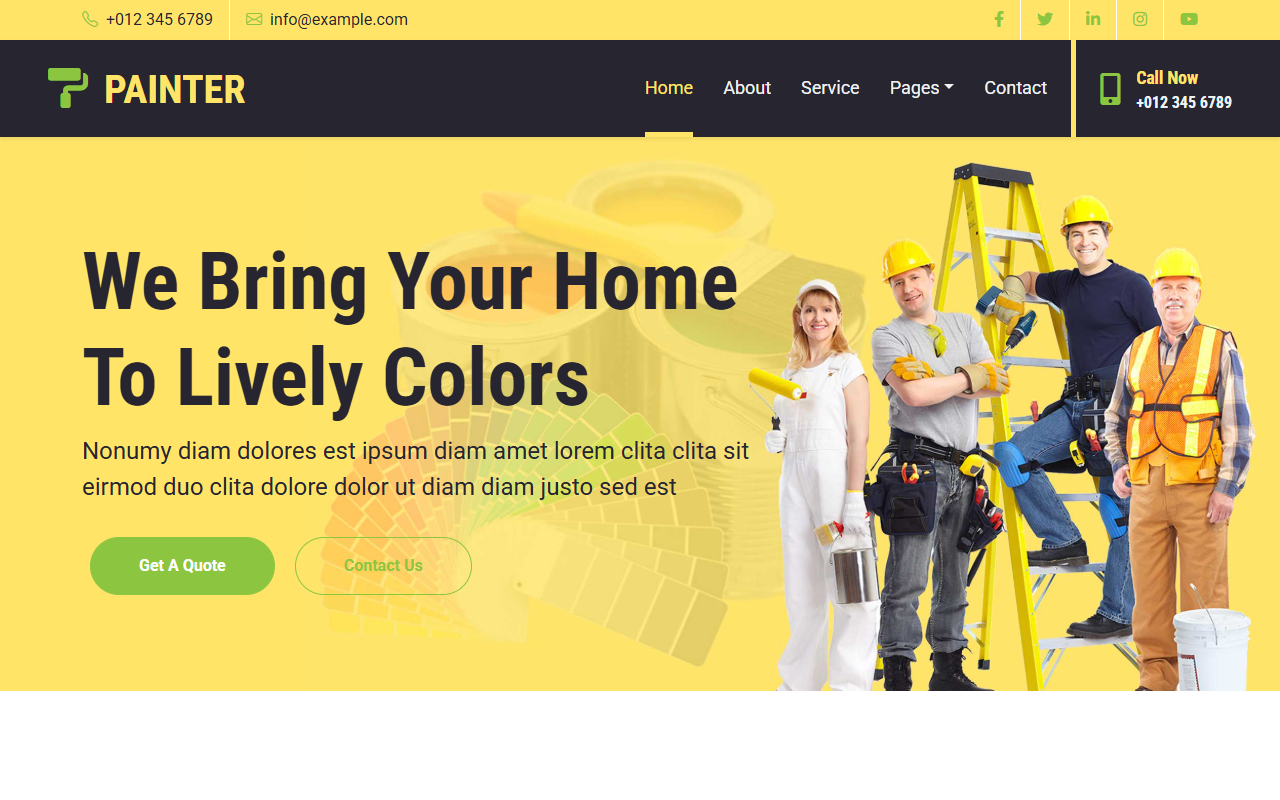 +012 345 6789
info@example.com
PAINTER
Home
About
Service
Pages
Contact
Call Now
+012 345 6789
We Bring Your Home
To Lively Colors
Nonumy diam dolores est ipsum diam amet lorem clita clita sit
eirmod duo clita dolore dolor ut diam diam justo sed est
Get A Quote
Contact Us